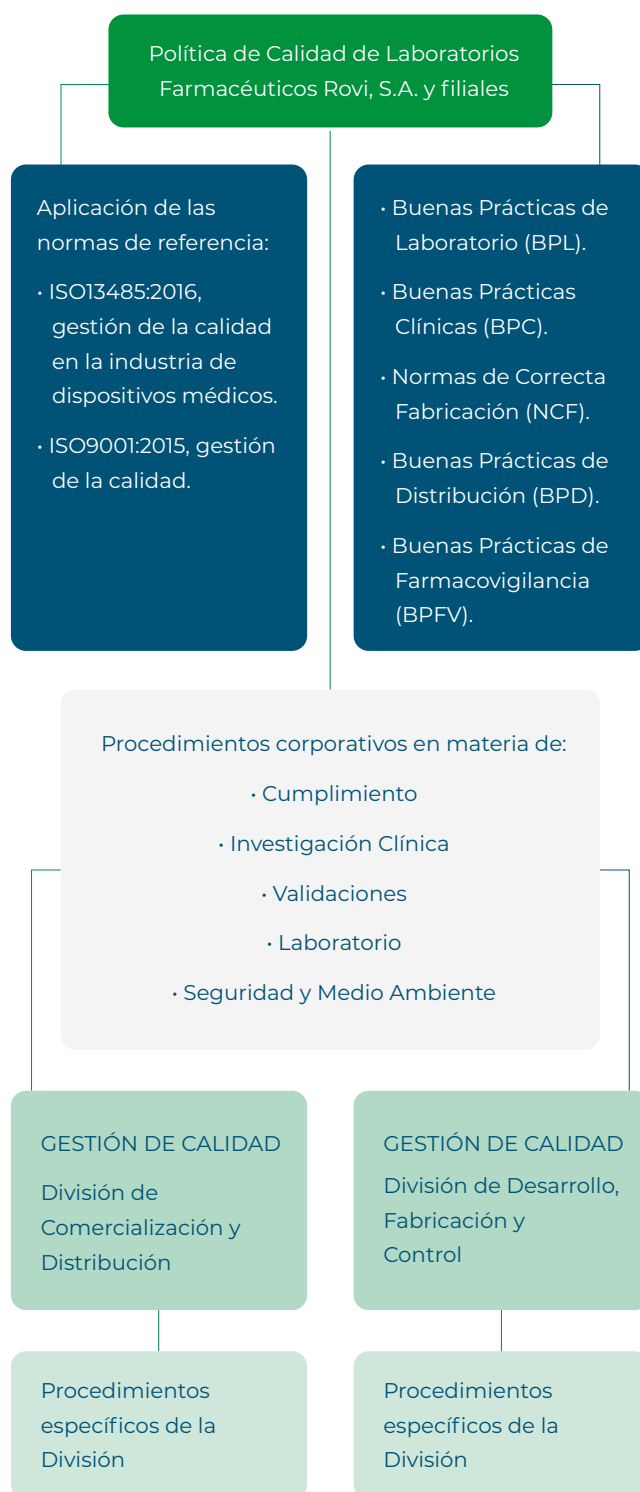 Política de Calidad de Laboratorios
Farmacéuticos Rovi, S.A. y filiales
Aplicación de las
normas de referencia:
· ISO13485:2016,
gestión de la calidad
en la industria de
dispositivos médicos.
· ISO9001:2015, gestión
de la calidad.
· Buenas Prácticas de
Laboratorio (BPL).
· Buenas Prácticas
Clínicas (BPC).
· Normas de Correcta
Fabricación (NCF).
· Buenas Prácticas de
Distribución (BPD).
· Buenas Prácticas de
Farmacovigilancia
(BPFV).
Procedimientos corporativos en materia de:
· Cumplimiento
· Investigación Clínica
· Validaciones
· Laboratorio
· Seguridad y Medio Ambiente
GESTIÓN DE CALIDAD
División de
Comercialización y
Distribución
GESTIÓN DE CALIDAD
División de Desarrollo,
Fabricación y
Control
Procedimientos
específicos de la
División
Procedimientos
específicos de la
División